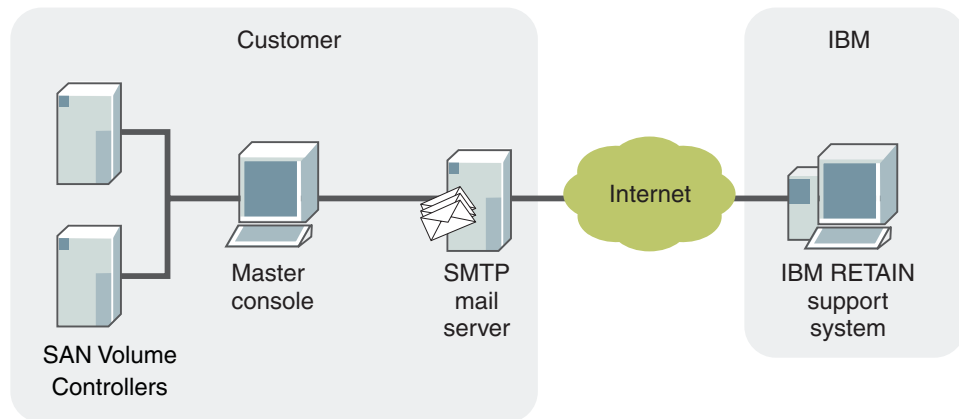 Customer
IBM
Internet
Master
console
SMTP
mail
server
IBM RETAIN
support
system
SAN Volume
Controllers